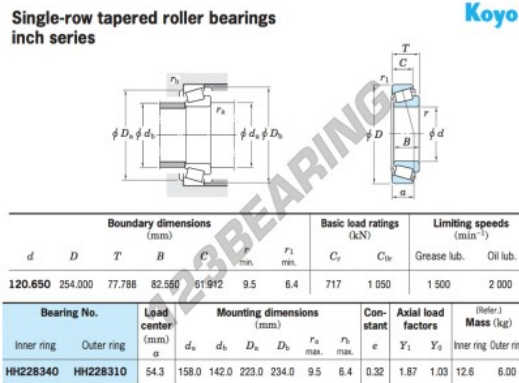 Single-row tapered roller bearings
inch series
Koyo
T
C
r1
r
B
φD
φd
a
rb
ra
φDa φdb
φda φDb
123BEARING
Boundary dimensions
(mm)
Basic load ratings
(kN)
Limiting speeds
(min⁻¹)
d D T B C r min. r1 min. Cr C0r Grease lub. Oil lub.
120.650 254.000 77.788 82.550 61.912 9.5 6.4 717 1 050 1 500 2 000
Bearing No.
Load center (mm) a
Mounting dimensions
(mm)
Constant e
Axial load factors
(Refer.)
Mass (kg)
Inner ring Outer ring da db Da Db ra max. rb max. Y1 Y0 Inner ring Outer rin
HH228340 HH228310 54.3 158.0 142.0 223.0 234.0 9.5 6.4 0.32 1.87 1.03 12.6 6.00